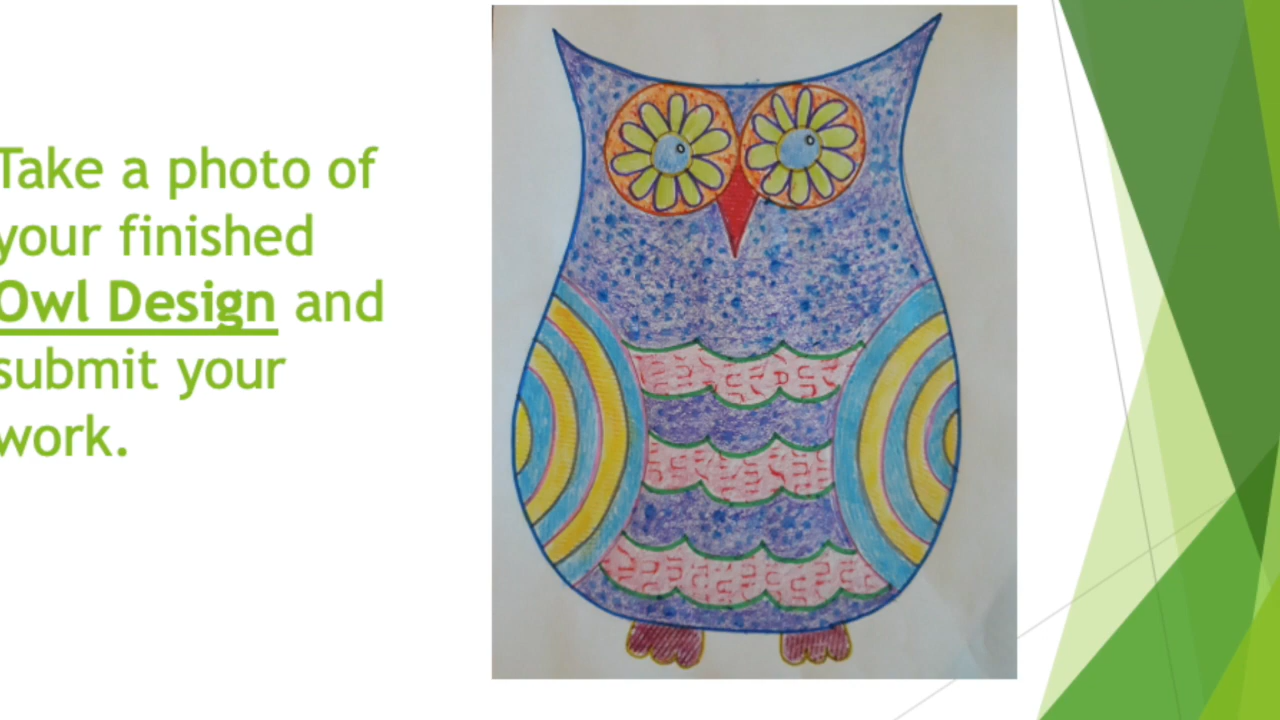 Take a photo of
your finished
Owl Design and
submit your
work.